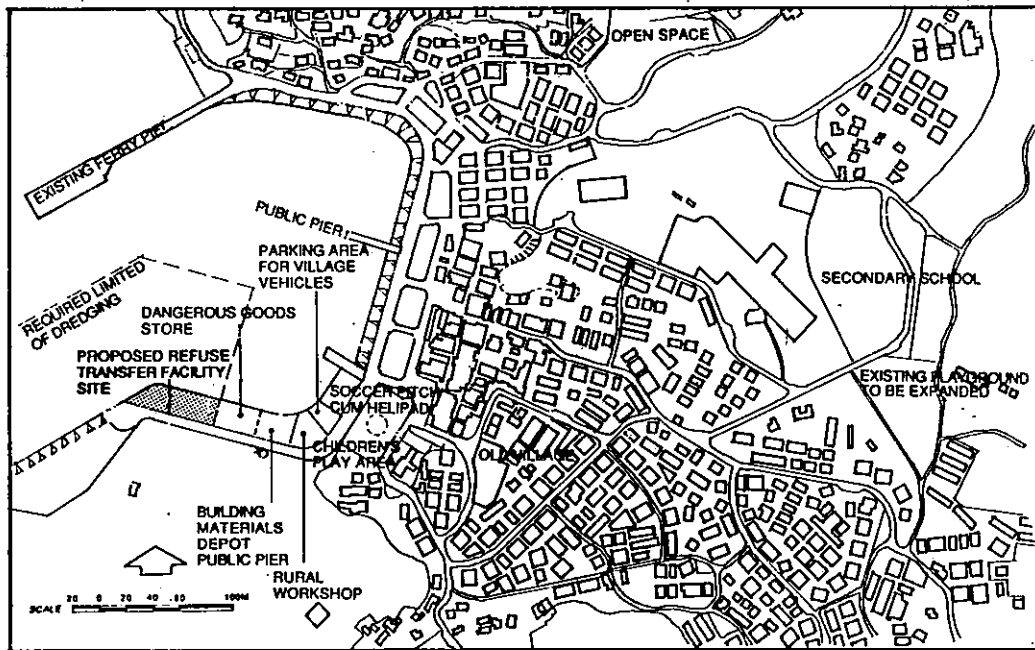 OPEN SPACE
EXISTING FERRY PIER
PUBLIC PIER
PARKING AREA
FOR VILLAGE
VEHICLES
SECONDARY SCHOOL
REQUIRED LIMITED
OF DREDGING
DANGEROUS GOODS
STORE
PROPOSED REFUSE
TRANSFER FACILITY
SITE
EXISTING PLAYGROUND
TO BE EXPANDED
SOCCER PITCH
CUM HELIPAD
CHILDREN'S
PLAY AREA
OLD VILLAGE
BUILDING
MATERIALS
DEPOT
PUBLIC PIER
RURAL
WORKSHOP
SCALE 20 0 20 40 80 100M